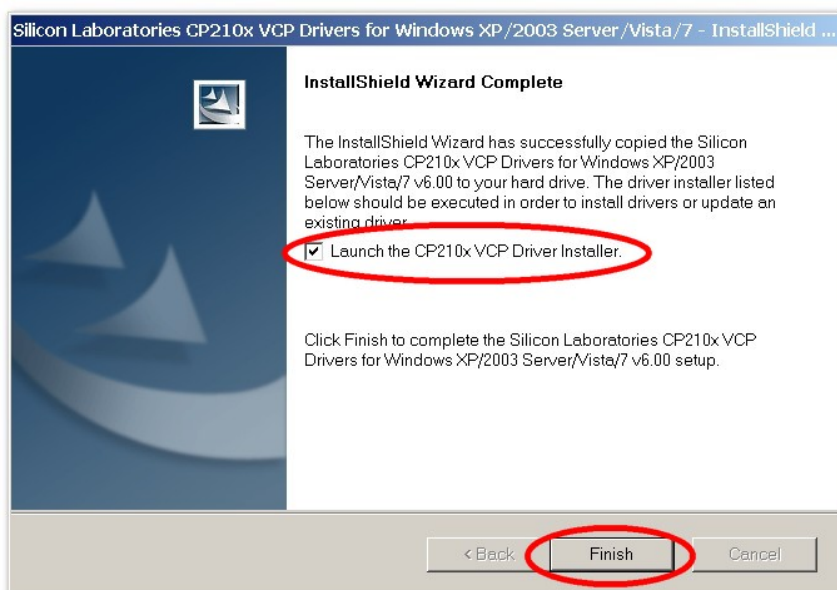 Silicon Laboratories CP210x VCP Drivers for Windows XP/2003 Server/Vista/7 - InstallShield ...
InstallShield Wizard Complete
The InstallShield Wizard has successfully copied the Silicon
Laboratories CP210x VCP Drivers for Windows XP/2003
Server/Vista/7 v6.00 to your hard drive. The driver installer listed
below should be executed in order to install drivers or update an
existing driver.
Launch the CP210x VCP Driver Installer.
Click Finish to complete the Silicon Laboratories CP210x VCP
Drivers for Windows XP/2003 Server/Vista/7 v6.00 setup.
< Back
Finish
Cancel